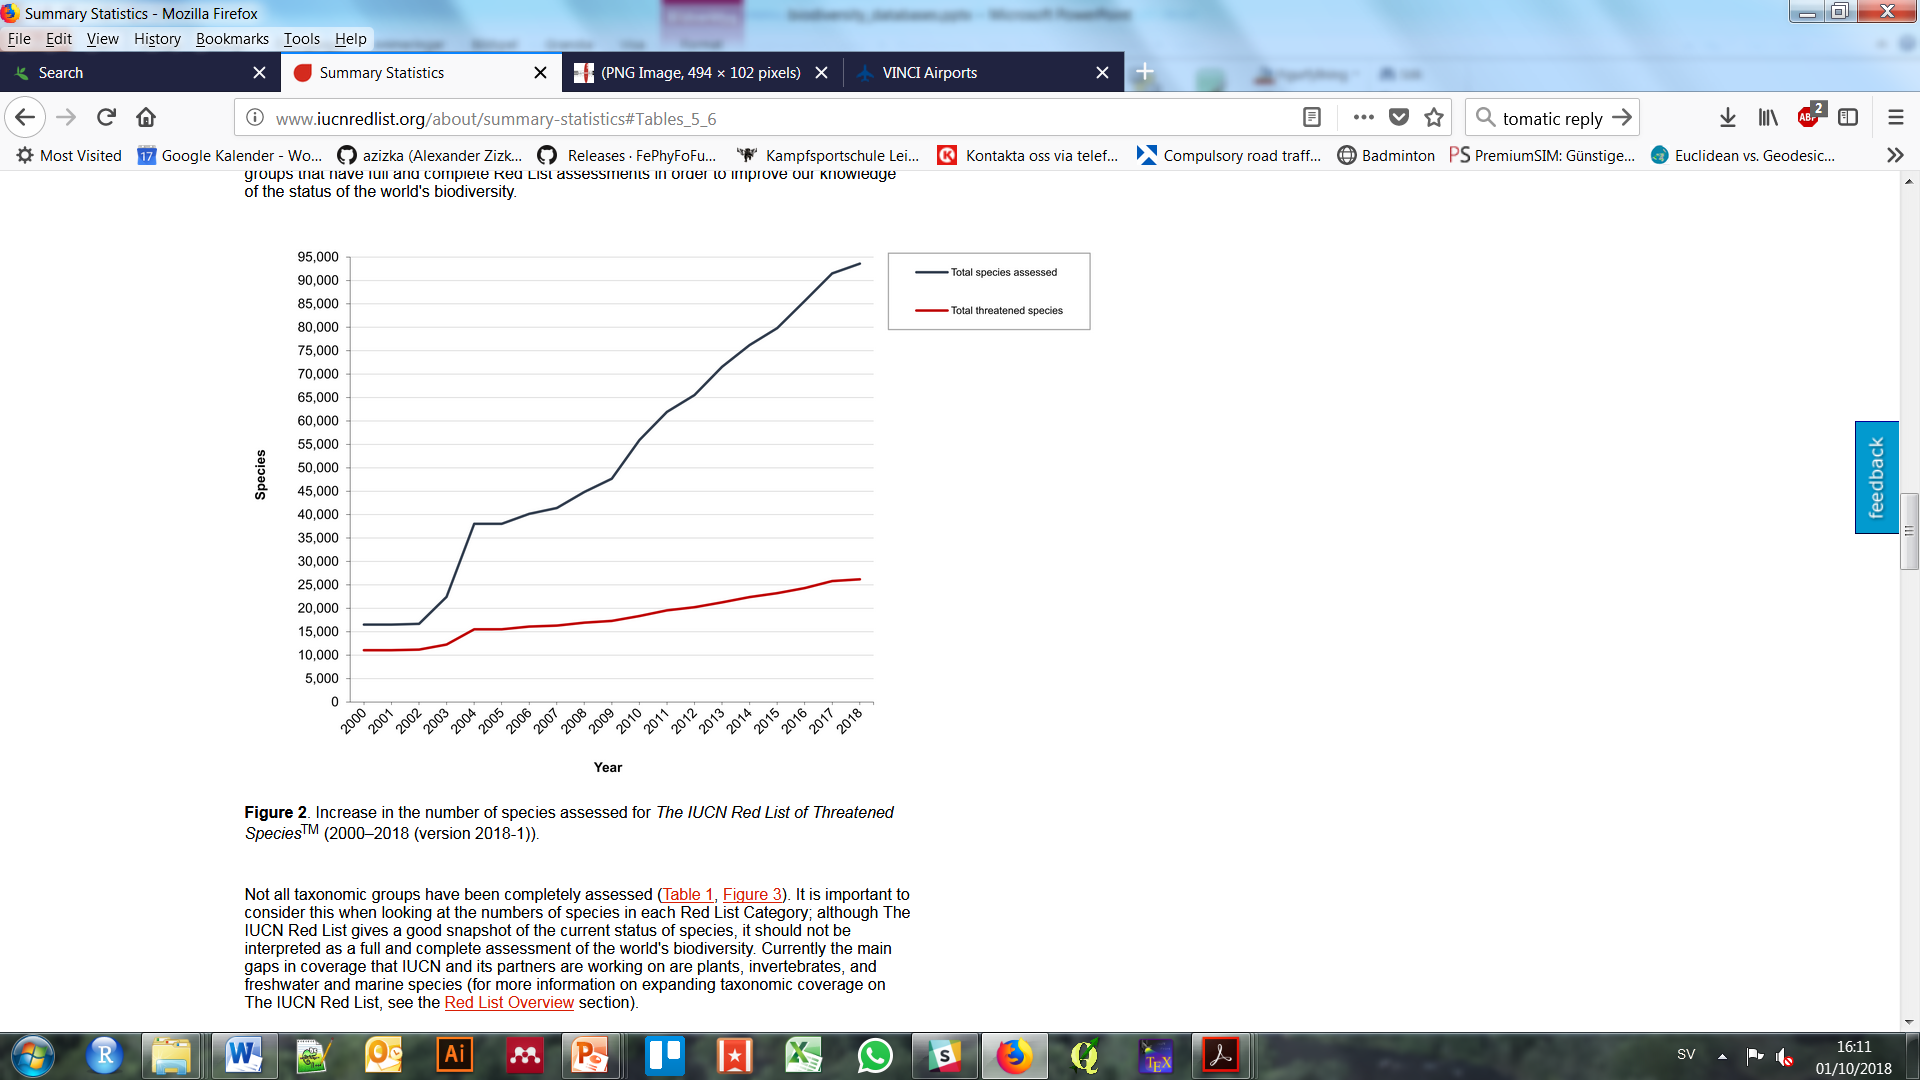 Summary Statistics - Mozilla Firefox
File Edit View History Bookmarks Tools Help
Search
Summary Statistics
(PNG Image, 494 × 102 pixels)
VINCI Airports
www.iucnredlist.org/about/summary-statistics#Tables_5_6
tomatic reply
ABP
2
Most Visited
17 Google Kalender - Wo...
azizka (Alexander Zizk...
Releases · FePhyFoFu...
Kampfsportschule Lei...
Kontakta oss via telef...
Compulsory road traff...
Badminton
PS PremiumSIM: Günstige...
Euclidean vs. Geodesic...
groups that have full and complete Red List assessments in order to improve our knowledge
of the status of the world's biodiversity.
95,000
90,000
85,000
80,000
75,000
70,000
65,000
60,000
55,000
50,000
45,000
40,000
35,000
30,000
25,000
20,000
15,000
10,000
5,000
0
Species
Total species assessed
Total threatened species
2000
2001
2002
2003
2004
2005
2006
2007
2008
2009
2010
2011
2012
2013
2014
2015
2016
2017
2018
Year
feedback
Figure 2. Increase in the number of species assessed for The IUCN Red List of Threatened
Species™ (2000–2018 (version 2018-1)).
Not all taxonomic groups have been completely assessed (Table 1, Figure 3). It is important to
consider this when looking at the numbers of species in each Red List Category; although The
IUCN Red List gives a good snapshot of the current status of species, it should not be
interpreted as a full and complete assessment of the world's biodiversity. Currently the main
gaps in coverage that IUCN and its partners are working on are plants, invertebrates, and
freshwater and marine species (for more information on expanding taxonomic coverage on
The IUCN Red List, see the Red List Overview section).
SV
16:11
01/10/2018